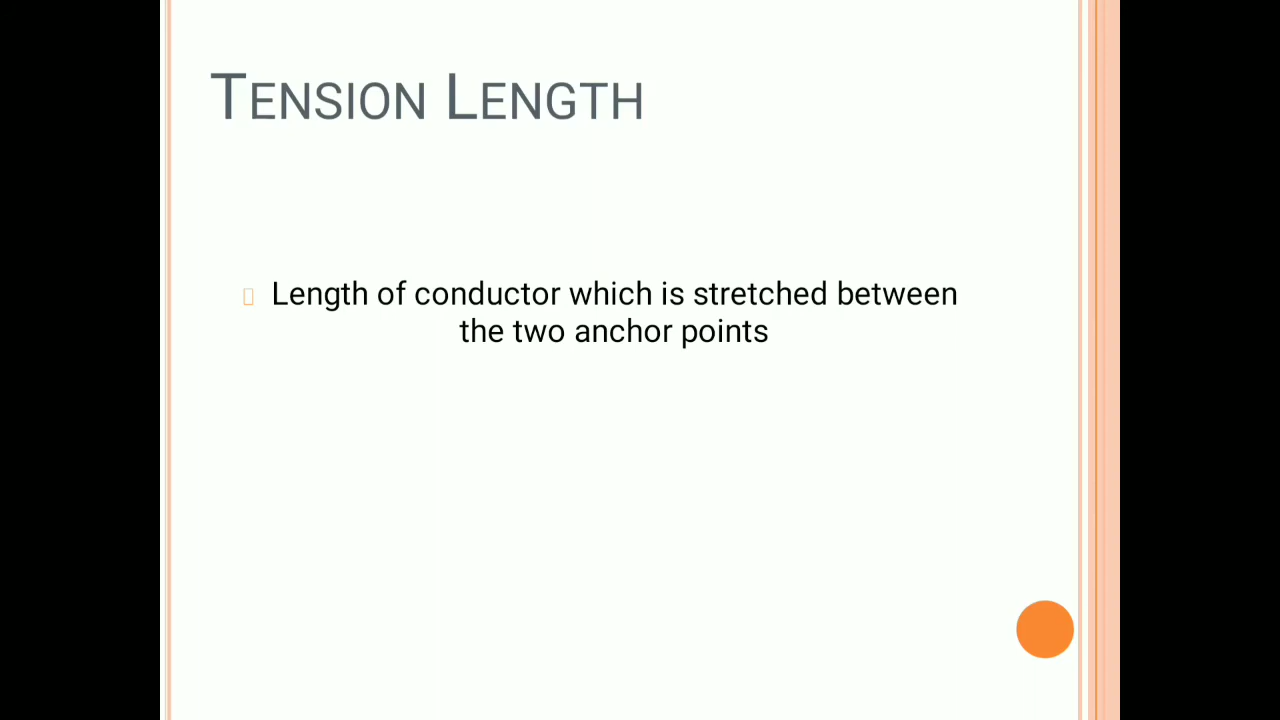 TENSION LENGTH
Length of conductor which is stretched between
the two anchor points